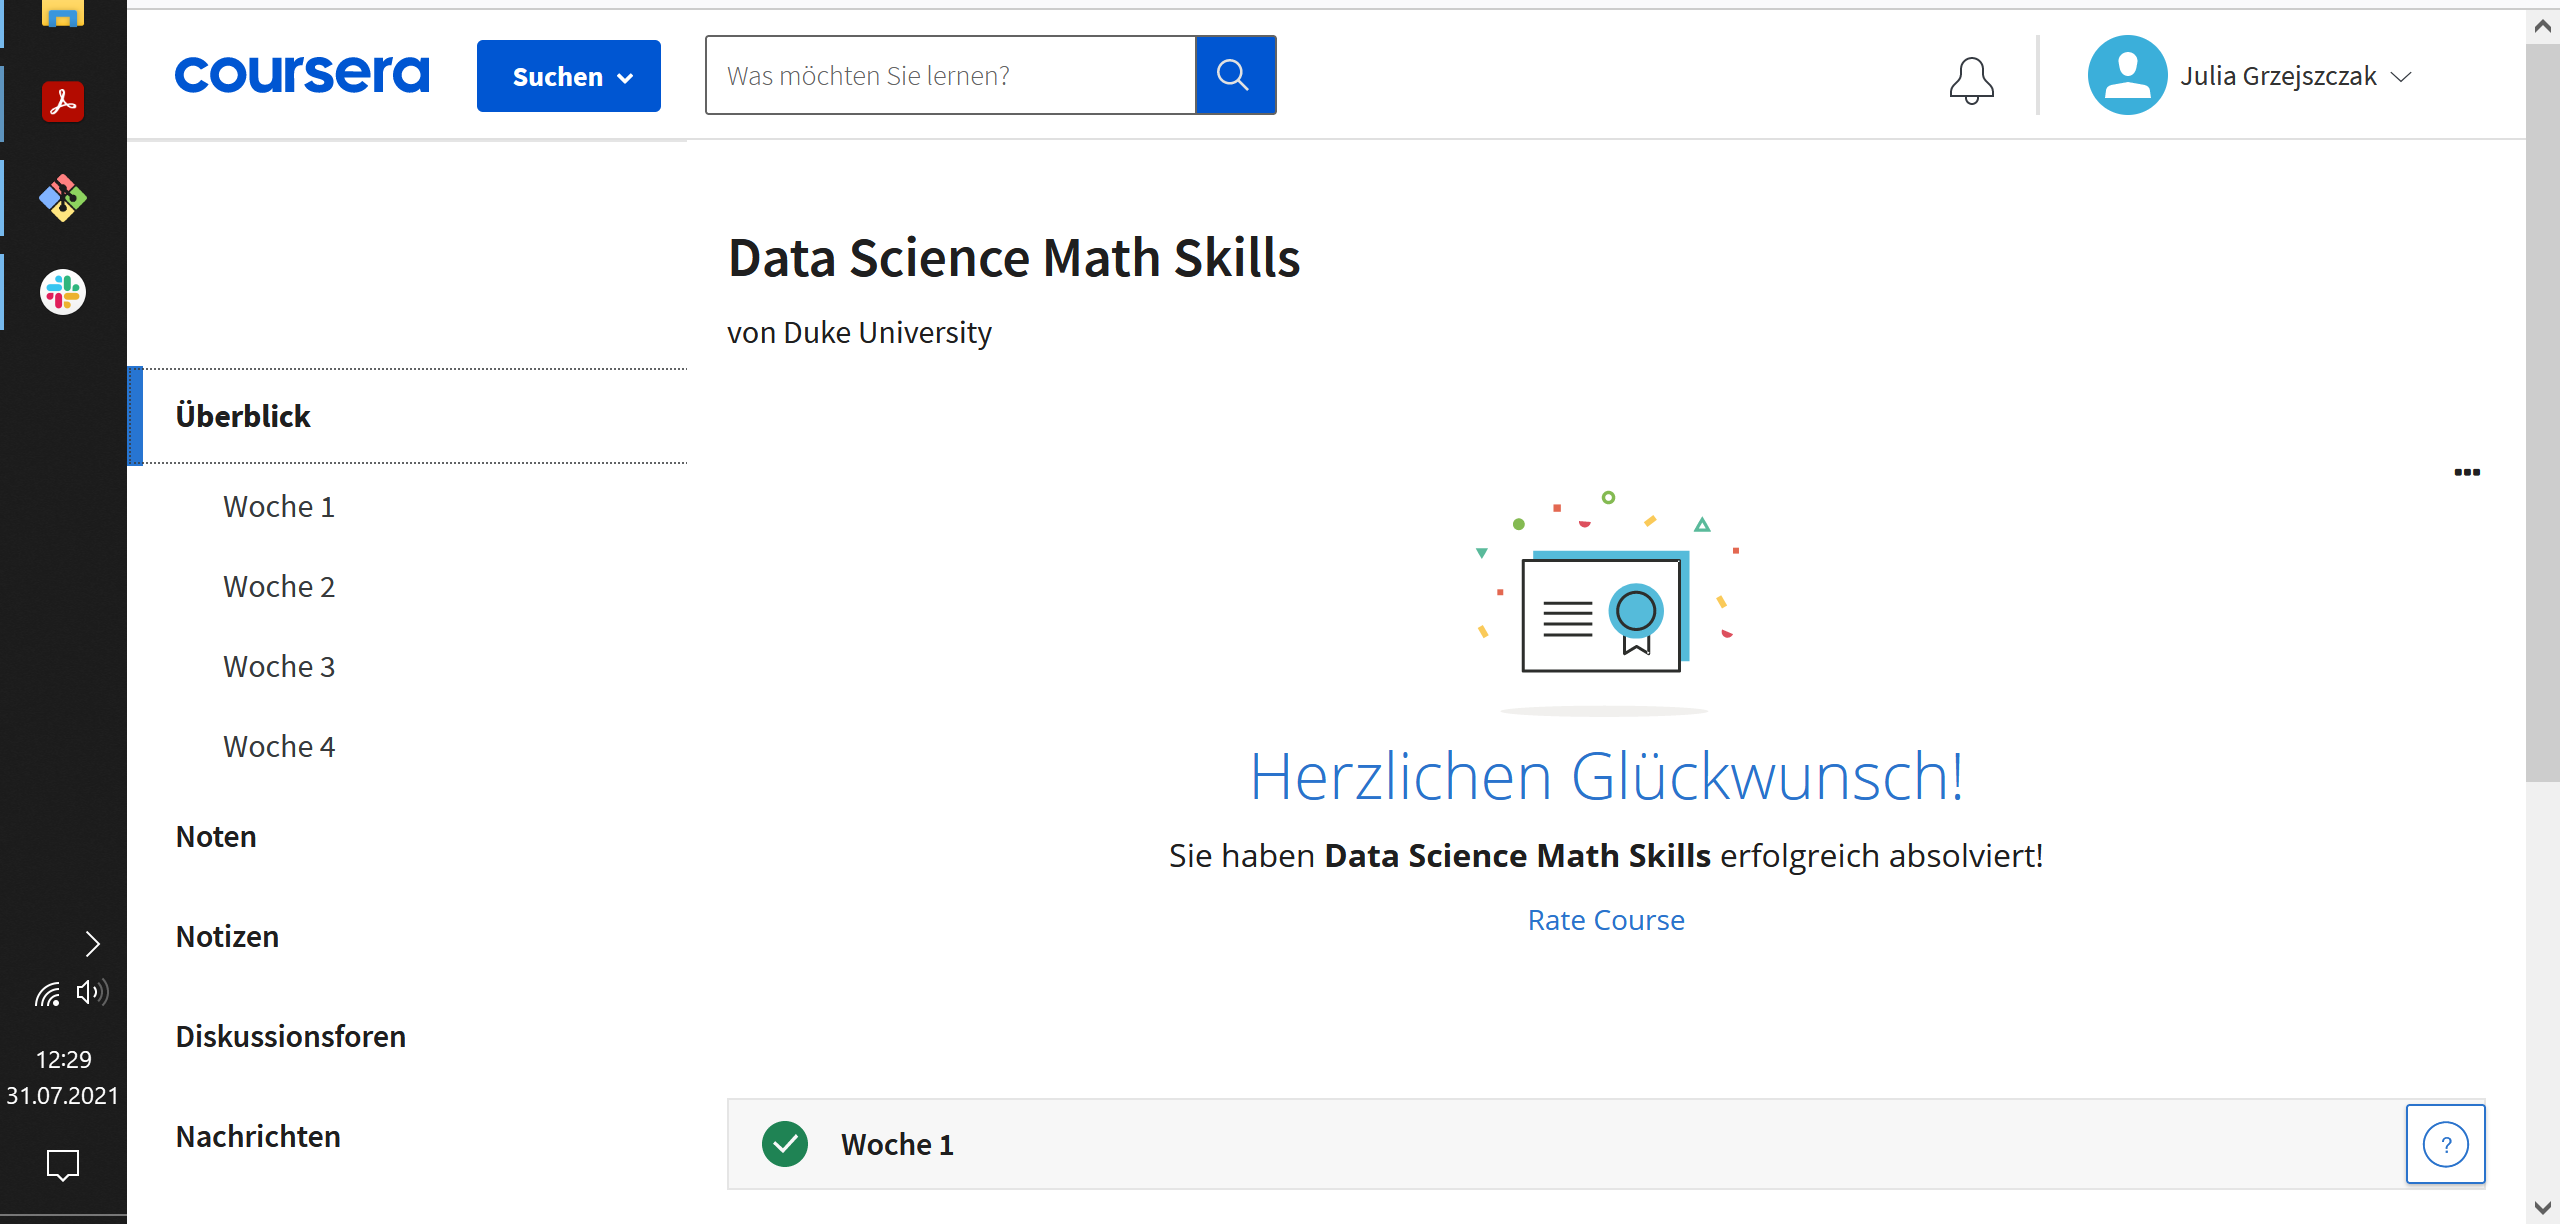 coursera
Suchen
Was möchten Sie lernen?
Julia Grzejszczak
Data Science Math Skills
von Duke University
Überblick
Woche 1
Woche 2
Woche 3
Woche 4
Noten
Notizen
Diskussionsforen
Nachrichten
Herzlichen Glückwunsch!
Sie haben Data Science Math Skills erfolgreich absolviert!
Rate Course
Woche 1
?
12:29
31.07.2021